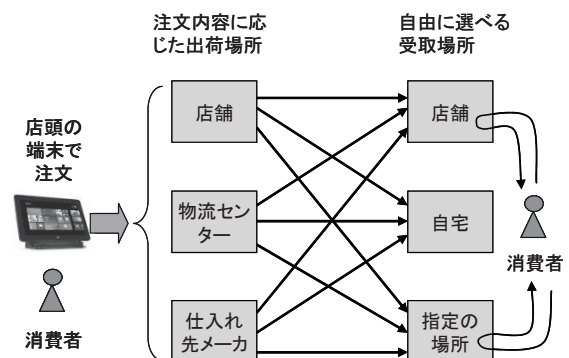 注文内容に応
じた出荷場所
自由に選べる
受取場所
店頭の
端末で
注文
店舗
店舗
物流セン
ター
自宅
消費者
仕入れ
先メーカ
指定の
場所
消費者